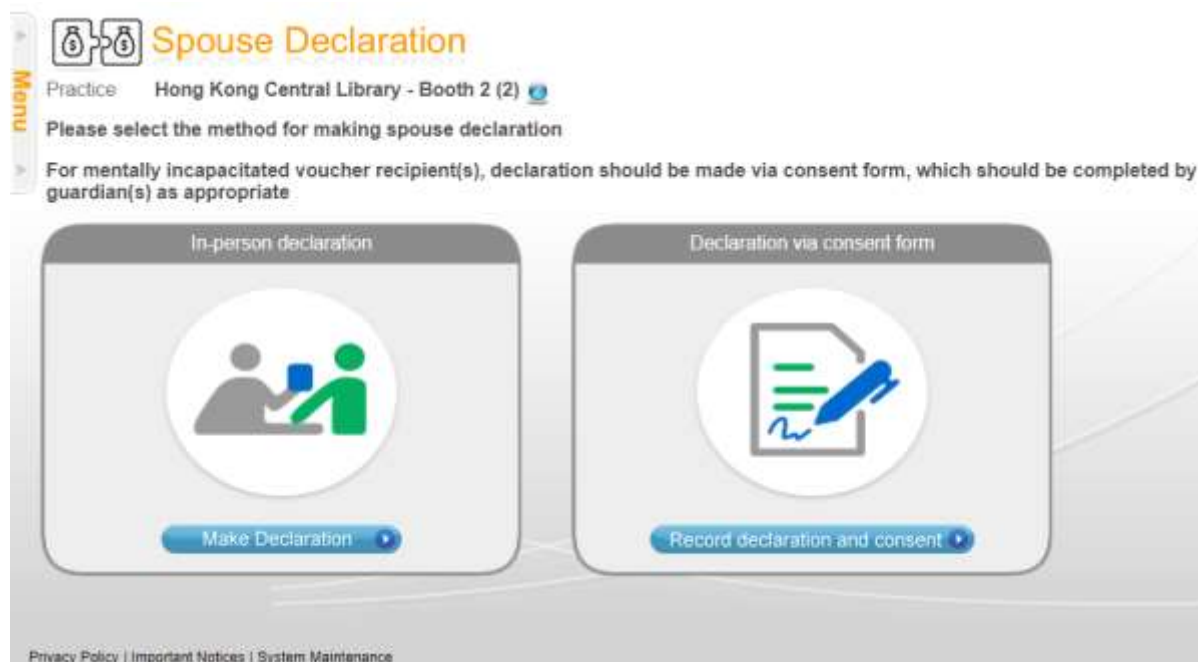 Spouse Declaration
Menu
Practice Hong Kong Central Library - Booth 2 (2)
Please select the method for making spouse declaration
For mentally incapacitated voucher recipient(s), declaration should be made via consent form, which should be completed by
guardian(s) as appropriate
In-person declaration
Declaration via consent form
Make Declaration
Record declaration and consent
Privacy Policy | Important Notices | System Maintenance